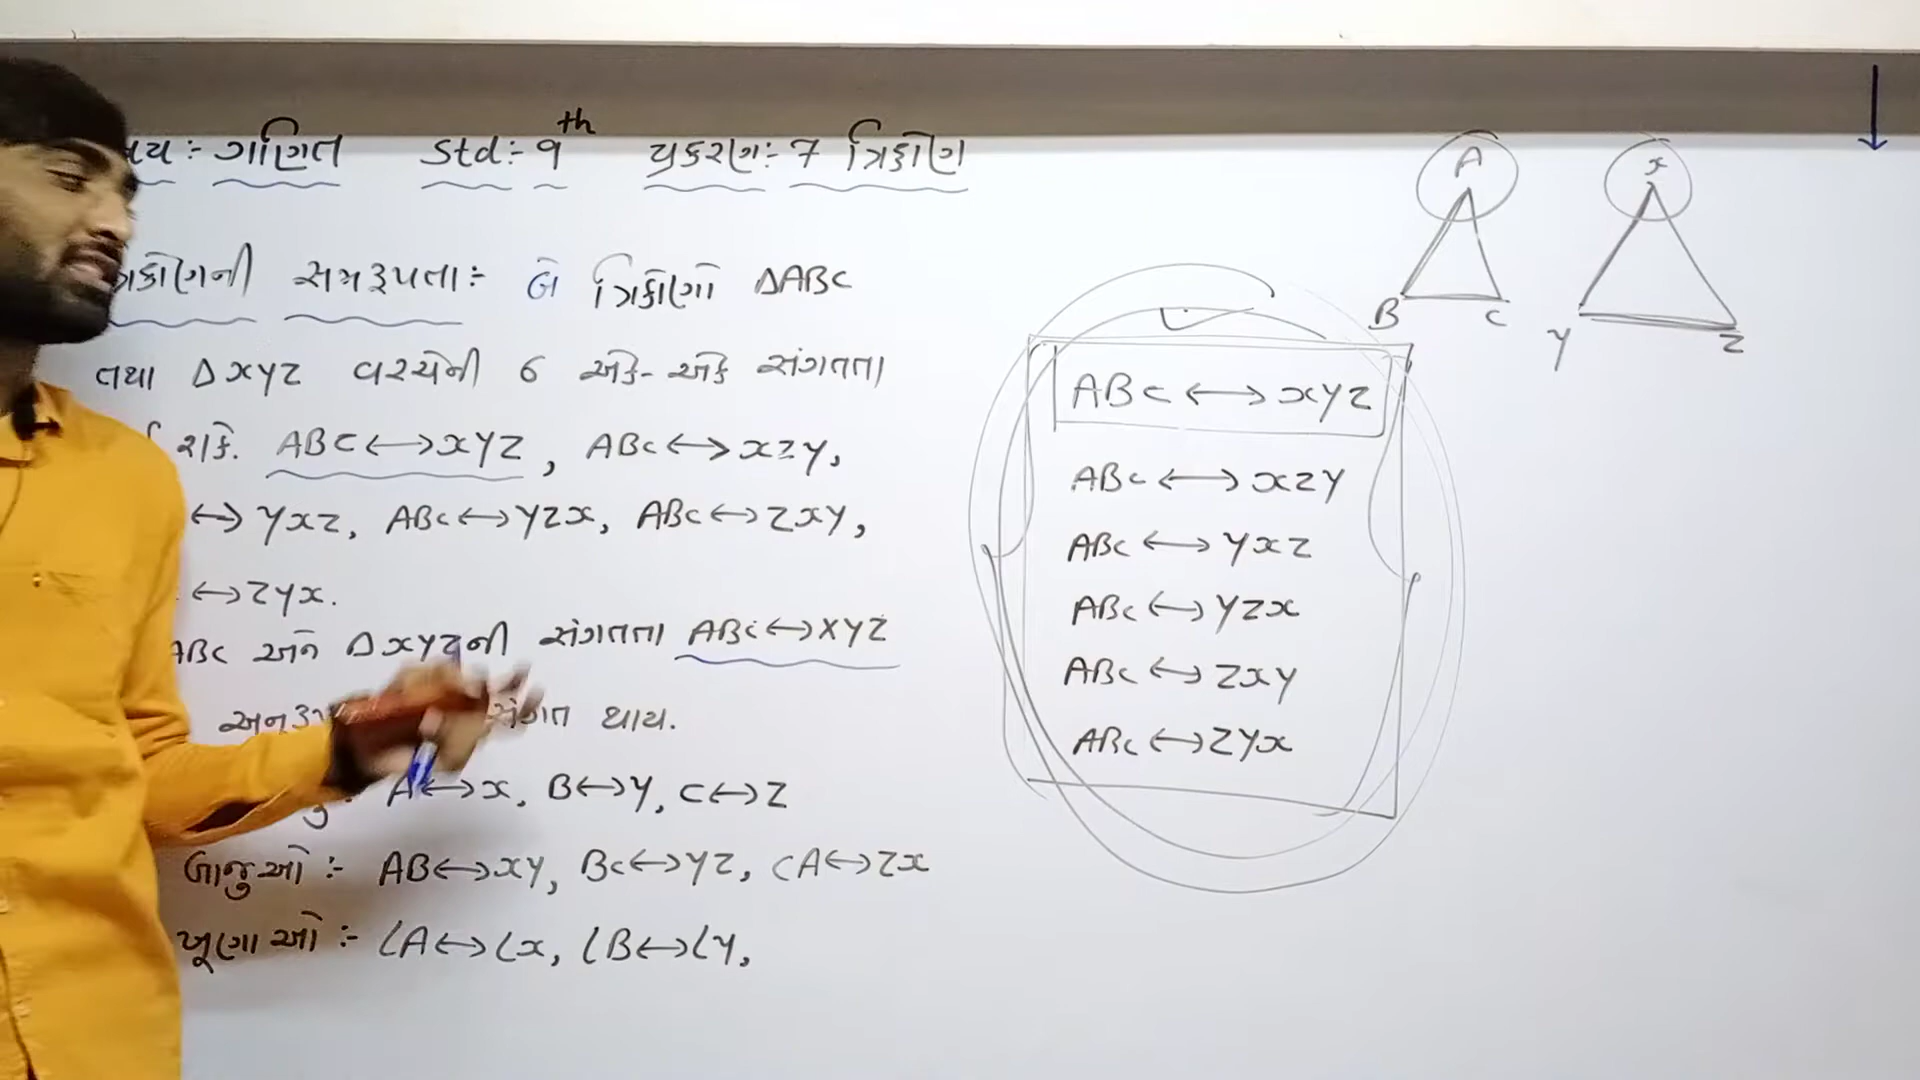 ગણિત Std:- 9th પ્રકરણ:- 7 ત્રિકોણ
સમરૂપતા:- બે ત્રિકોણો ΔABC
તથા ΔXYZ વચ્ચેની 6 એક-એક સંગતતા
શકે. ABC↔XYZ, ABC↔XZY,
↔YXZ, ABC↔YZX, ABC↔ZXY,
↔ZYX.
ABC અને ΔXYZની સંગતતા ABC↔XYZ
થાય.
A↔X, B↔Y, C↔Z
બાજુઓ:- AB↔XY, BC↔YZ, CA↔ZX
ખૂણાઓ:- ∠A↔∠X, ∠B↔∠Y,
A
B C
X
Y Z
ABC↔XYZ
ABC↔XZY
ABC↔YXZ
ABC↔YZX
ABC↔ZXY
ABC↔ZYX